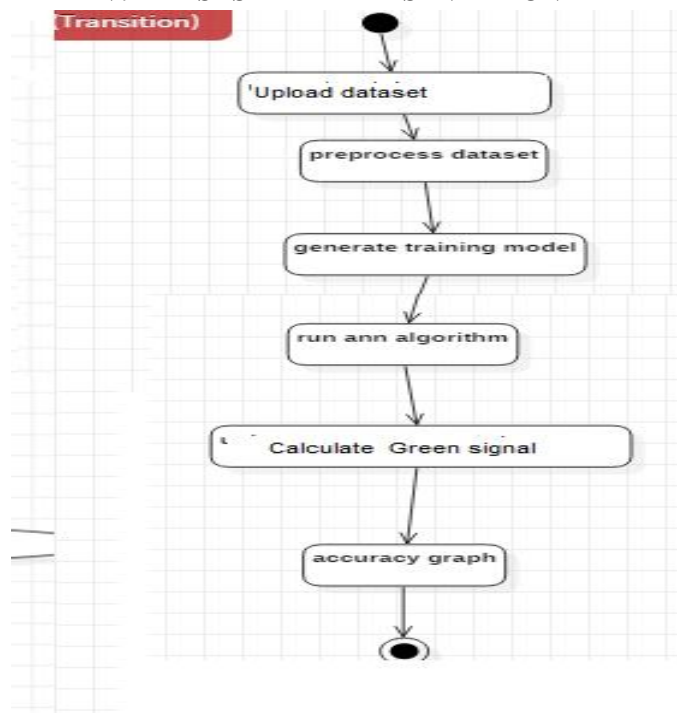 (Transition)
Upload dataset
preprocess dataset
generate training model
run ann algorithm
Calculate Green signal
accuracy graph